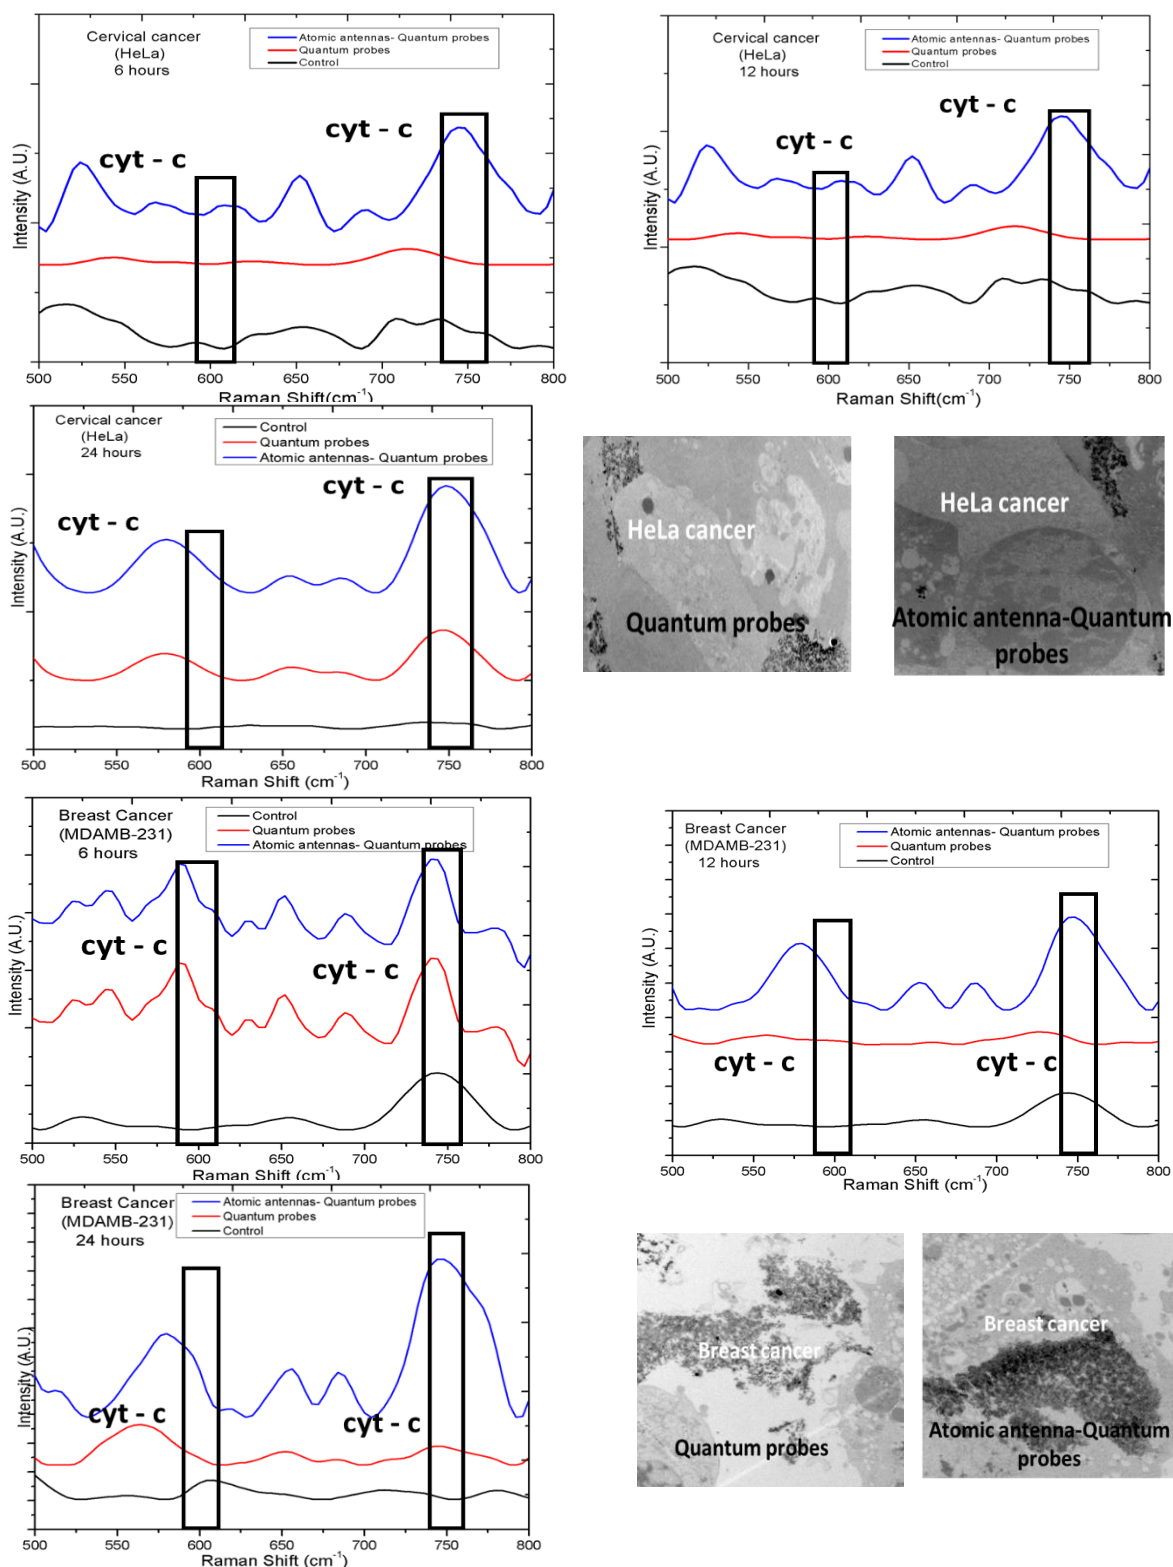 Cervical cancer
(HeLa)
6 hours
Atomic antennas- Quantum probes
Quantum probes
Control
cyt - c
cyt - c
Intensity (A.U.)
500 550 600 650 700 750 800
Raman Shift(cm-1)
Cervical cancer
(HeLa)
12 hours
Atomic antennas- Quantum probes
Quantum probes
Control
cyt - c
cyt - c
Intensity (A.U.)
500 550 600 650 700 750 800
Raman Shift(cm-1)
Cervical cancer
(HeLa)
24 hours
Control
Quantum probes
Atomic antennas- Quantum probes
cyt - c
cyt - c
Intensity (A.U.)
500 550 600 650 700 750 800
Raman Shift (cm-1)
HeLa cancer
Quantum probes
HeLa cancer
Atomic antenna-Quantum
probes
Breast Cancer
(MDAMB-231)
6 hours
Control
Quantum probes
Atomic antennas- Quantum probes
cyt - c
cyt - c
Intensity (A.U.)
500 550 600 650 700 750 800
Raman Shift (cm-1)
Breast Cancer
(MDAMB-231)
12 hours
Atomic antennas- Quantum probes
Quantum probes
Control
cyt - c
cyt - c
Intensity (A.U.)
500 550 600 650 700 750 800
Raman Shift (cm-1)
Breast Cancer
(MDAMB-231)
24 hours
Atomic antennas- Quantum probes
Quantum probes
Control
cyt - c
cyt - c
Intensity (A.U.)
500 550 600 650 700 750 800
Raman Shift (cm-1)
Breast cancer
Quantum probes
Breast cancer
Atomic antenna-Quantum
probes